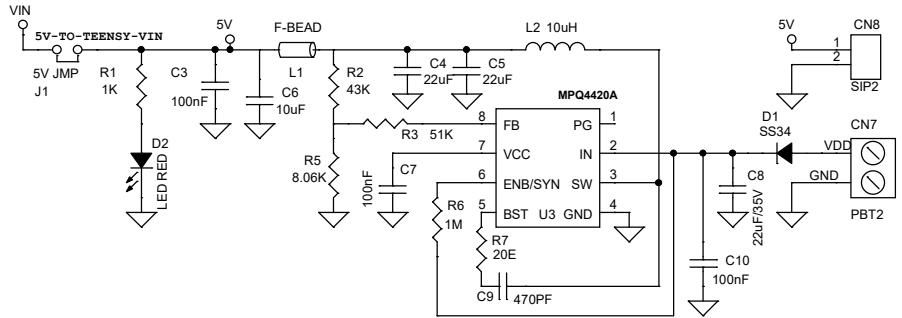 VIN
5V-TO-TEENSY-VIN
5V JMP
J1
R1
1K
D2
LED RED
C3
100nF
5V
C6
10uF
F-BEAD
L1
R2
43K
R5
8.06K
R3 51K
C4
22uF
C5
22uF
L2 10uH
C7
100nF
R6
1M
MPQ4420A
8 FB PG 1
7 VCC IN 2
6 ENB/SYN SW 3
5 BST U3 GND 4
R7
20E
C9 470PF
C10
100nF
C8
22uF/35V
D1
SS34
5V
CN8
1
2
SIP2
CN7
VDD
GND
PBT2